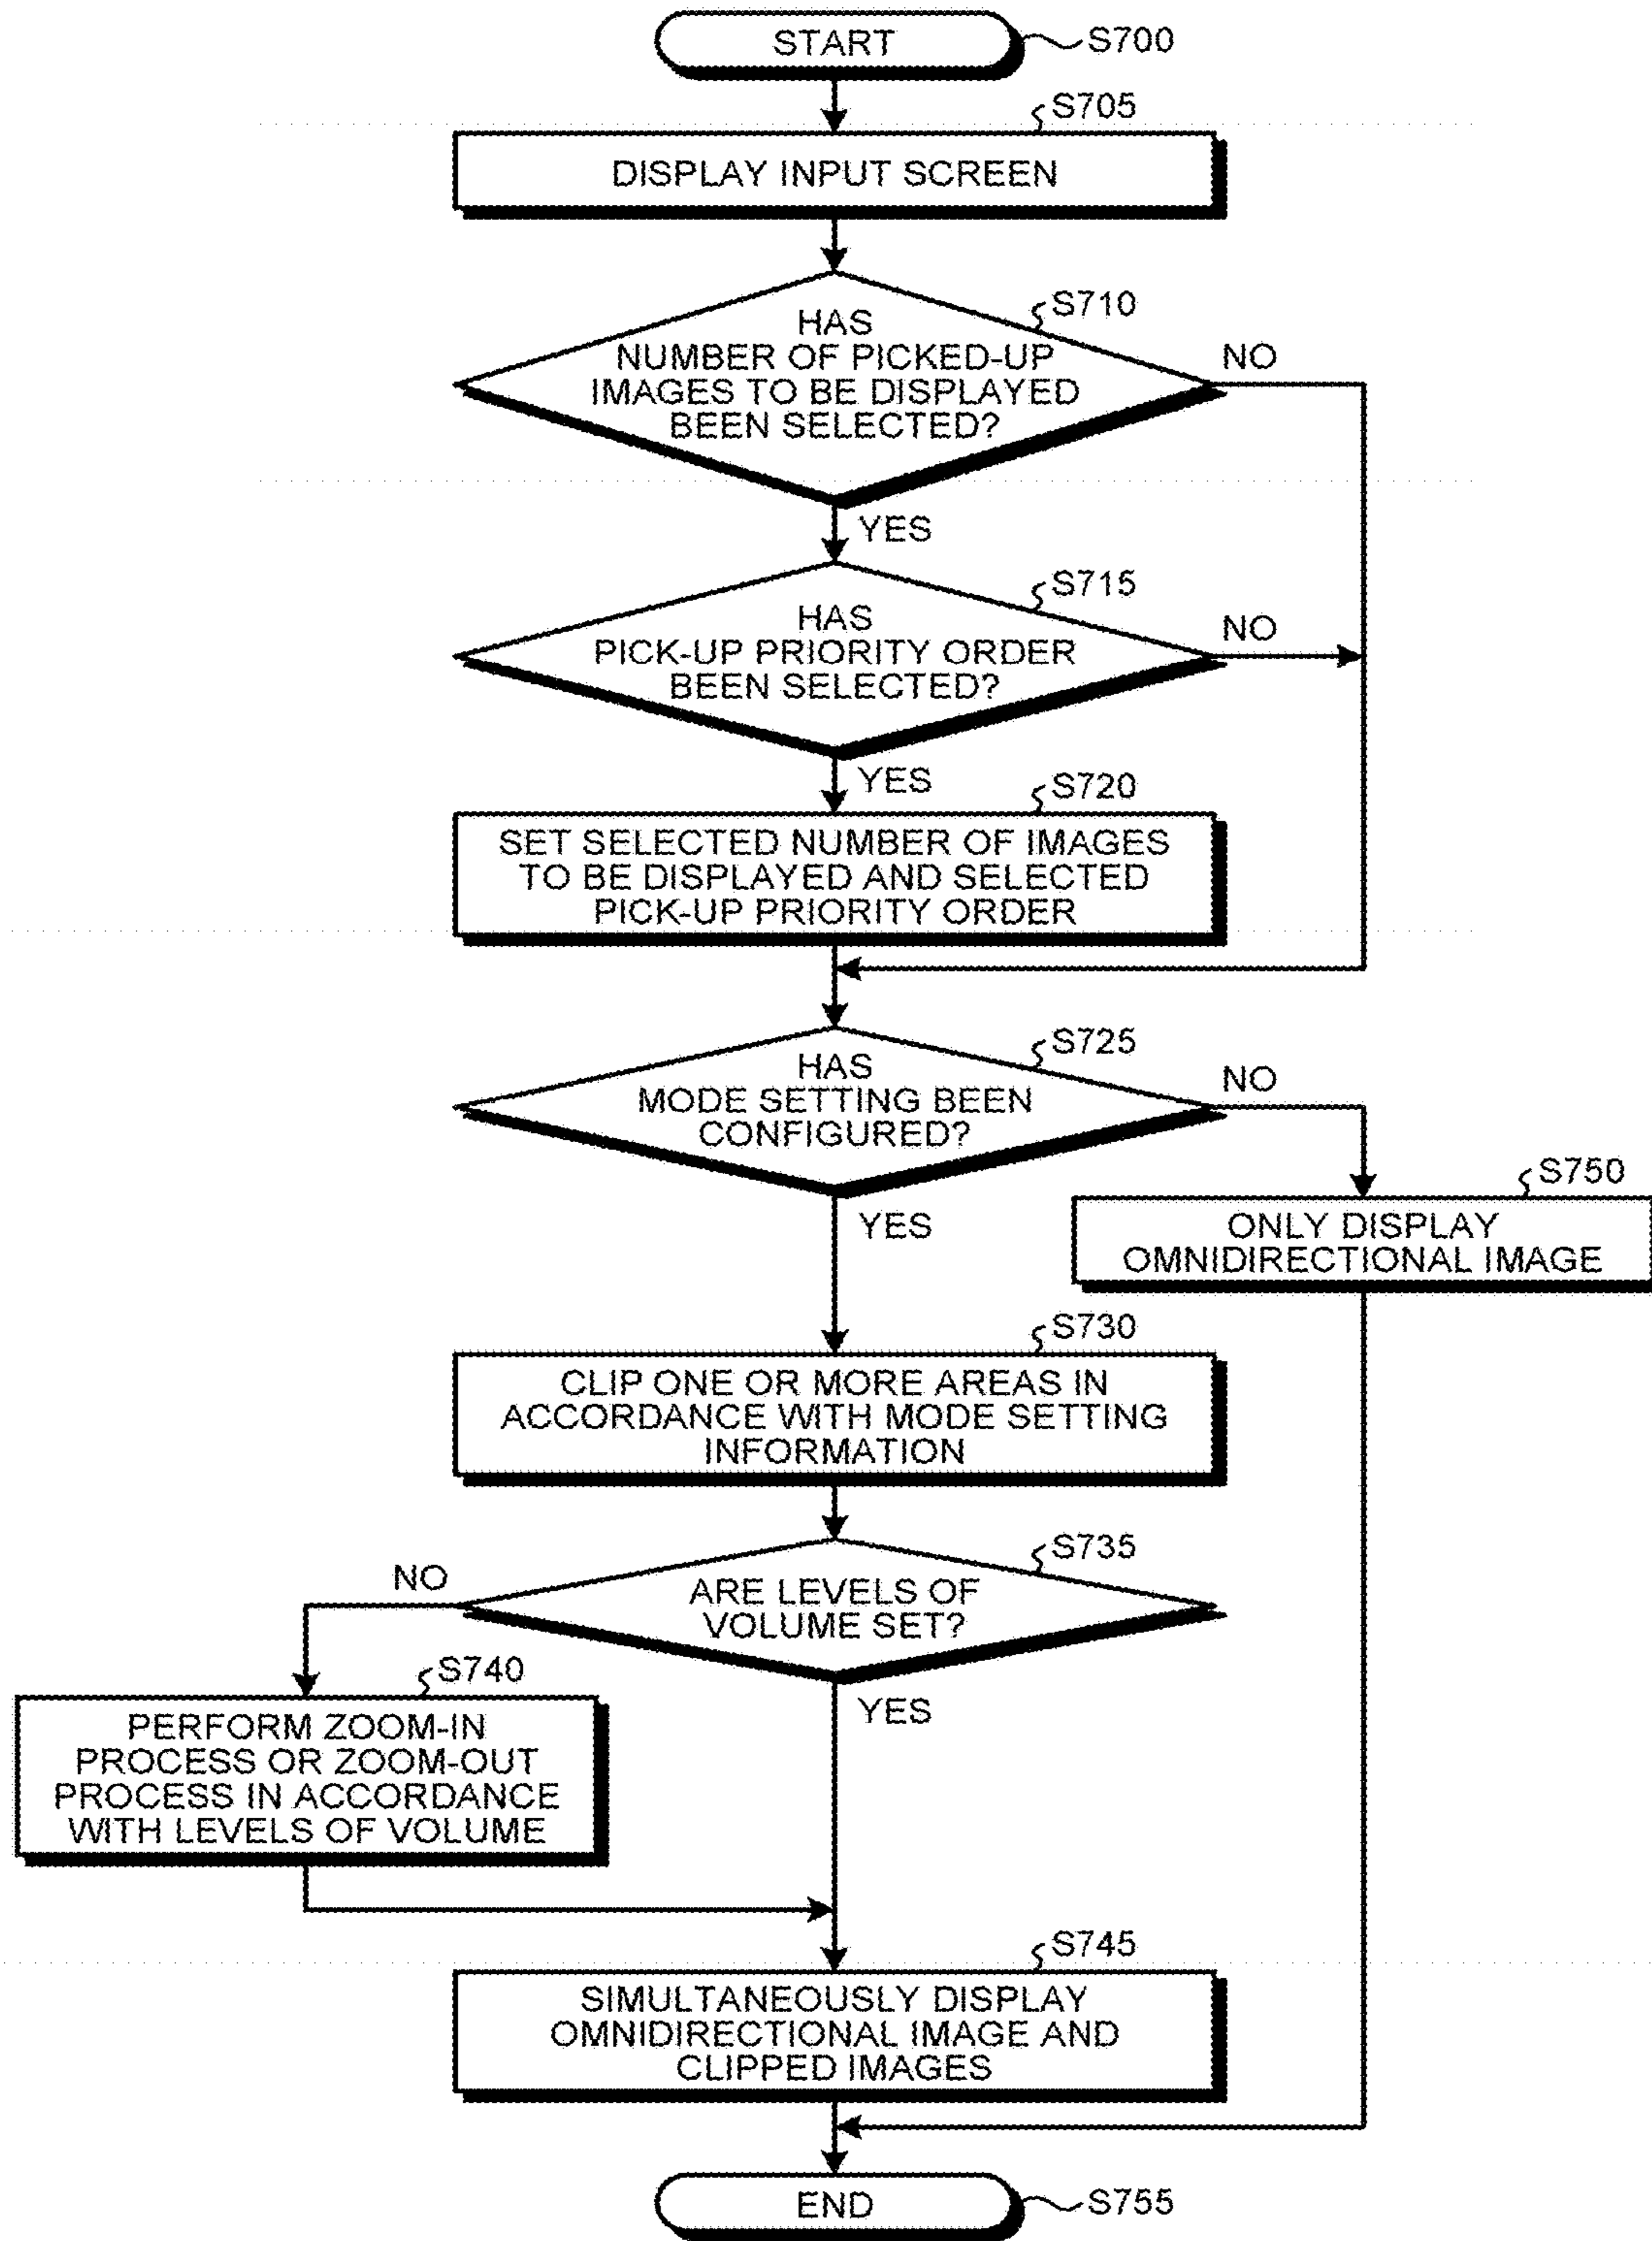 START
S700
S705
DISPLAY INPUT SCREEN
S710
HAS
NUMBER OF PICKED-UP
IMAGES TO BE DISPLAYED
BEEN SELECTED?
NO
YES
S715
HAS
PICK-UP PRIORITY ORDER
BEEN SELECTED?
NO
YES
S720
SET SELECTED NUMBER OF IMAGES
TO BE DISPLAYED AND SELECTED
PICK-UP PRIORITY ORDER
S725
HAS
MODE SETTING BEEN
CONFIGURED?
NO
YES
S750
ONLY DISPLAY
OMNIDIRECTIONAL IMAGE
S730
CLIP ONE OR MORE AREAS IN
ACCORDANCE WITH MODE SETTING
INFORMATION
S735
ARE LEVELS OF
VOLUME SET?
NO
YES
S740
PERFORM ZOOM-IN
PROCESS OR ZOOM-OUT
PROCESS IN ACCORDANCE
WITH LEVELS OF VOLUME
S745
SIMULTANEOUSLY DISPLAY
OMNIDIRECTIONAL IMAGE AND
CLIPPED IMAGES
END
S755